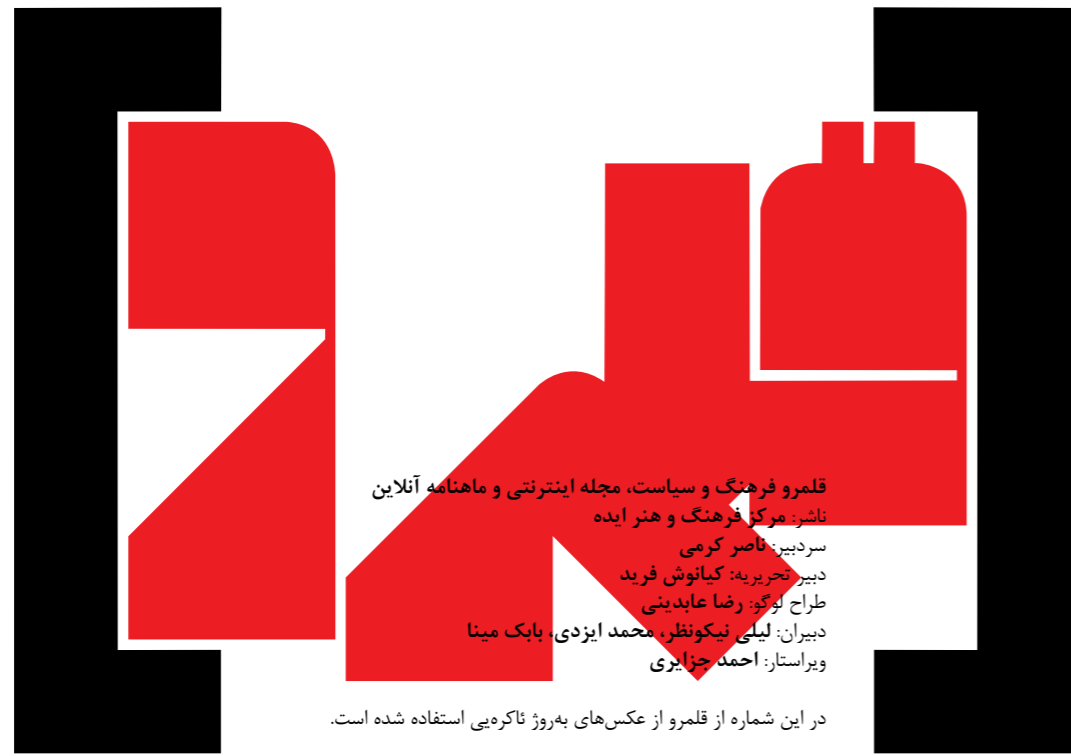 قلمرو
قلمرو فرهنگ و سیاست، مجله اینترنتی و ماهنامه آنلاین
ناشر: مرکز فرهنگ و هنر ایده
سردبیر: ناصر کرمی
دبیر تحریریه: کیانوش فرید
طراح لوگو: رضا عابدینی
دبیران: لیلی نیکونظر، محمد ایزدی، بابک مینا
ویراستار: احمد جزایری
در این شماره از قلمرو از عکس‌های به‌روژ ئاکره‌یی استفاده شده است.